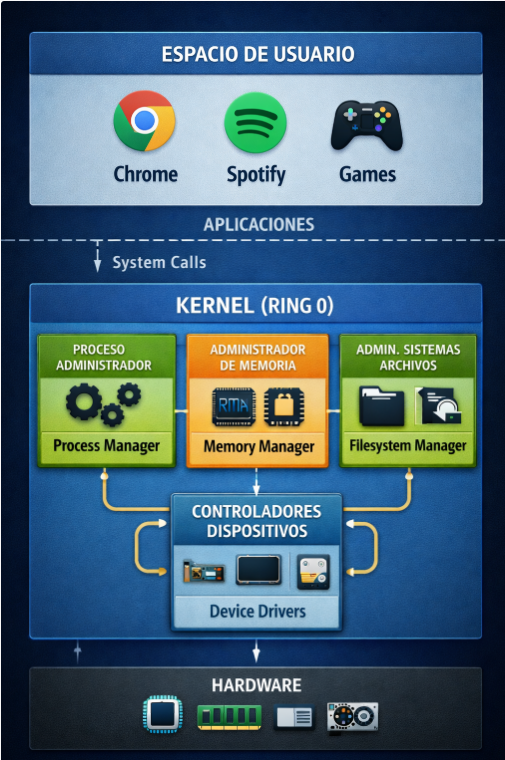 ESPACIO DE USUARIO
Chrome
Spotify
Games
APLICACIONES
System Calls
KERNEL (RING 0)
PROCESO
ADMINISTRADOR
Process Manager
ADMINISTRADOR
DE MEMORIA
RMA
Memory Manager
ADMIN. SISTEMAS
ARCHIVOS
Filesystem Manager
CONTROLADORES
DISPOSITIVOS
Device Drivers
HARDWARE